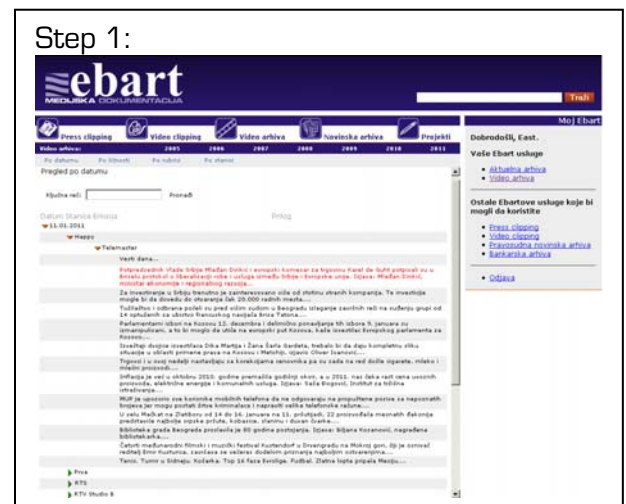 Step 1:
ebart
MEDIJSKA DOKUMENTACIJA
Traži
Moj Ebart
Press clipping Video clipping Video arhiva Novinska arhiva Projekti
Video arhiva: 2005 2006 2007 2008 2009 2010 2011
Po datumu Po ličnosti Po rubrici Po stanici
Pregled po datumu
Ključna reč: Pronađi
Datum Stanica Emisija Prilog
11.01.2011
Happy
Telemaster
Vesti dana...
Potpredsednik Vlade Srbije Mlađan Dinkić i evropski komesar za trgovinu Karel de Guht potpisali su u
Briselu protokol o liberalizaciji robe i usluga između Srbije i Evropske unije. Izjava: Mlađan Dinkić,
ministar ekonomije i regionalnog razvoja...
Za investiranje u Srbiju trenutno je zainteresovano više od stotinu stranih kompanija. Te investicije
mogle bi da dovedu do otvaranja čak 20.000 radnih mesta....
Tužilaštvo i odbrana počeli su pred višim sudom u Beogradu izlaganje završnih reči na suđenju grupi od
14 optuženih za ubistvo francuskog navijača Brisa Tatona...
Parlamentarni izbori na Kosovu 12. decembra i delimično ponavljanje tih izbora 9. januara su
izmanipulisani, a to bi moglo da utiče na evropski put Kosova, kaže izvestilac Evropskog parlamenta za
Kosovo...
Izveštaji dvojice izvestilaca Dika Martija i Žana Šarla Gardeta, trebalo bi da daju kompletnu sliku
situacije u oblasti primene prava na Kosovu i Metohiji, izjavio Oliver Ivanović...
Trgovci i u ovoj nedelji nastavljaju sa korekcijama cenovnika pa su sada na red došle cigarete, mleko i
mlečni proizvodi...
Inflacija je već u oktobru 2010. godine premašila godišnji okvir, a u 2011. nas čeka rast cena uvoznih
proizvoda, električne energije i komunalnih usluga. Izjava: Saša Đogović, Institut za tržišna
istraživanja...
MUP je upozorio sve korisnike mobilnih telefona da ne odgovaraju na propuštene pozive sa nepoznatih
brojeva jer mogu postati žrtve kriminalaca i napraviti velike telefonske račune...
U selu Mačkat na Zlatiboru od 14 do 16. januara na 11. pršutijadi, 22 proizvođača mesnatih đakonija
predstaviće najbolje srpske pršute, kobasice, slaninu i duvan čvarke...
Biblioteka grada Beograda proslavila je 80 godina postojanja. Izjava: Biljana Kozanović, nagrađena
bibliotekarka...
Četvrti međunarodni filmski i muzički festival Kustendorf u Drvengradu na Mokroj gori, čiji je osnivač
reditelj Emir Kusturica, završava se večeras dodelom priznanja najboljim ostvarenjima...
Tenis. Turnir u Sidneju. Košarka. Top 16 faza Evrolige. Fudbal. Zlatna lopta pripala Mesiju...
Prva
RTS
RTV Studio B
Dobrodošli, East.
Vaše Ebart usluge
Aktuelna arhiva
Video arhiva
Ostale Ebartove usluge koje bi
mogli da koristite
Press clipping
Video clipping
Pravosudna novinska arhiva
Bankarska arhiva
Odjava